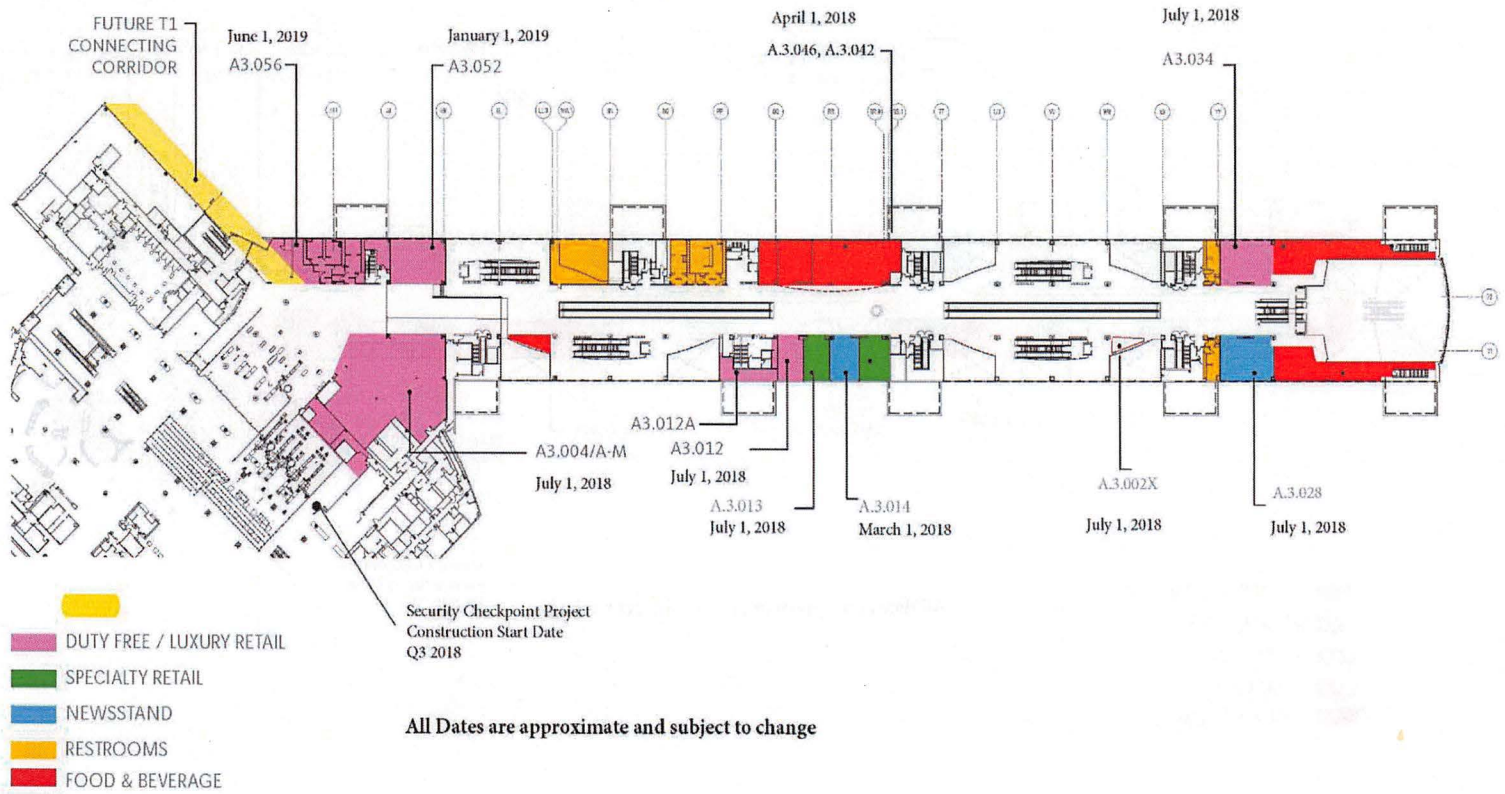 FUTURE T1
CONNECTING
CORRIDOR
June 1, 2019
A3.056
January 1, 2019
A3.052
April 1, 2018
A.3.046, A.3.042
July 1, 2018
A3.034
A3.004/A-M
July 1, 2018
A3.012A
A3.012
July 1, 2018
A.3.013
July 1, 2018
A.3.014
March 1, 2018
A.3.002X
July 1, 2018
A.3.028
July 1, 2018
Security Checkpoint Project
Construction Start Date
Q3 2018
DUTY FREE / LUXURY RETAIL
SPECIALTY RETAIL
NEWSSTAND
RESTROOMS
FOOD & BEVERAGE
All Dates are approximate and subject to change
4